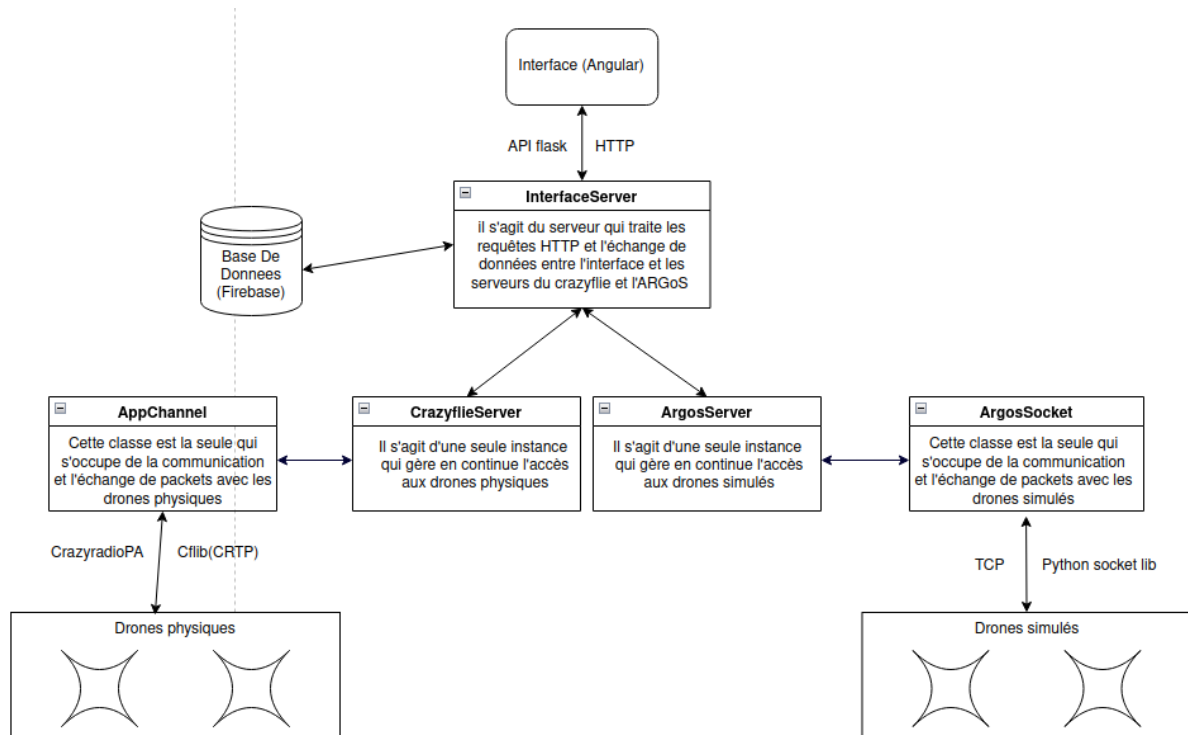 Interface (Angular)
API flask
HTTP
InterfaceServer
il s'agit du serveur qui traite les
requêtes HTTP et l'échange de
données entre l'interface et les
serveurs du crazyflie et l'ARGoS
Base De
Donnees
(Firebase)
AppChannel
Cette classe est la seule qui
s'occupe de la communication
et l'échange de packets avec les
drones physiques
CrazyflieServer
Il s'agit d'une seule instance
qui gère en continue l'accès
aux drones physiques
ArgosServer
Il s'agit d'une seule instance
qui gère en continue l'accès
aux drones simulés
ArgosSocket
Cette classe est la seule qui
s'occupe de la communication
et l'échange de packets avec les
drones simulés
CrazyradioPA
Cflib(CRTP)
TCP
Python socket lib
Drones physiques
Drones simulés